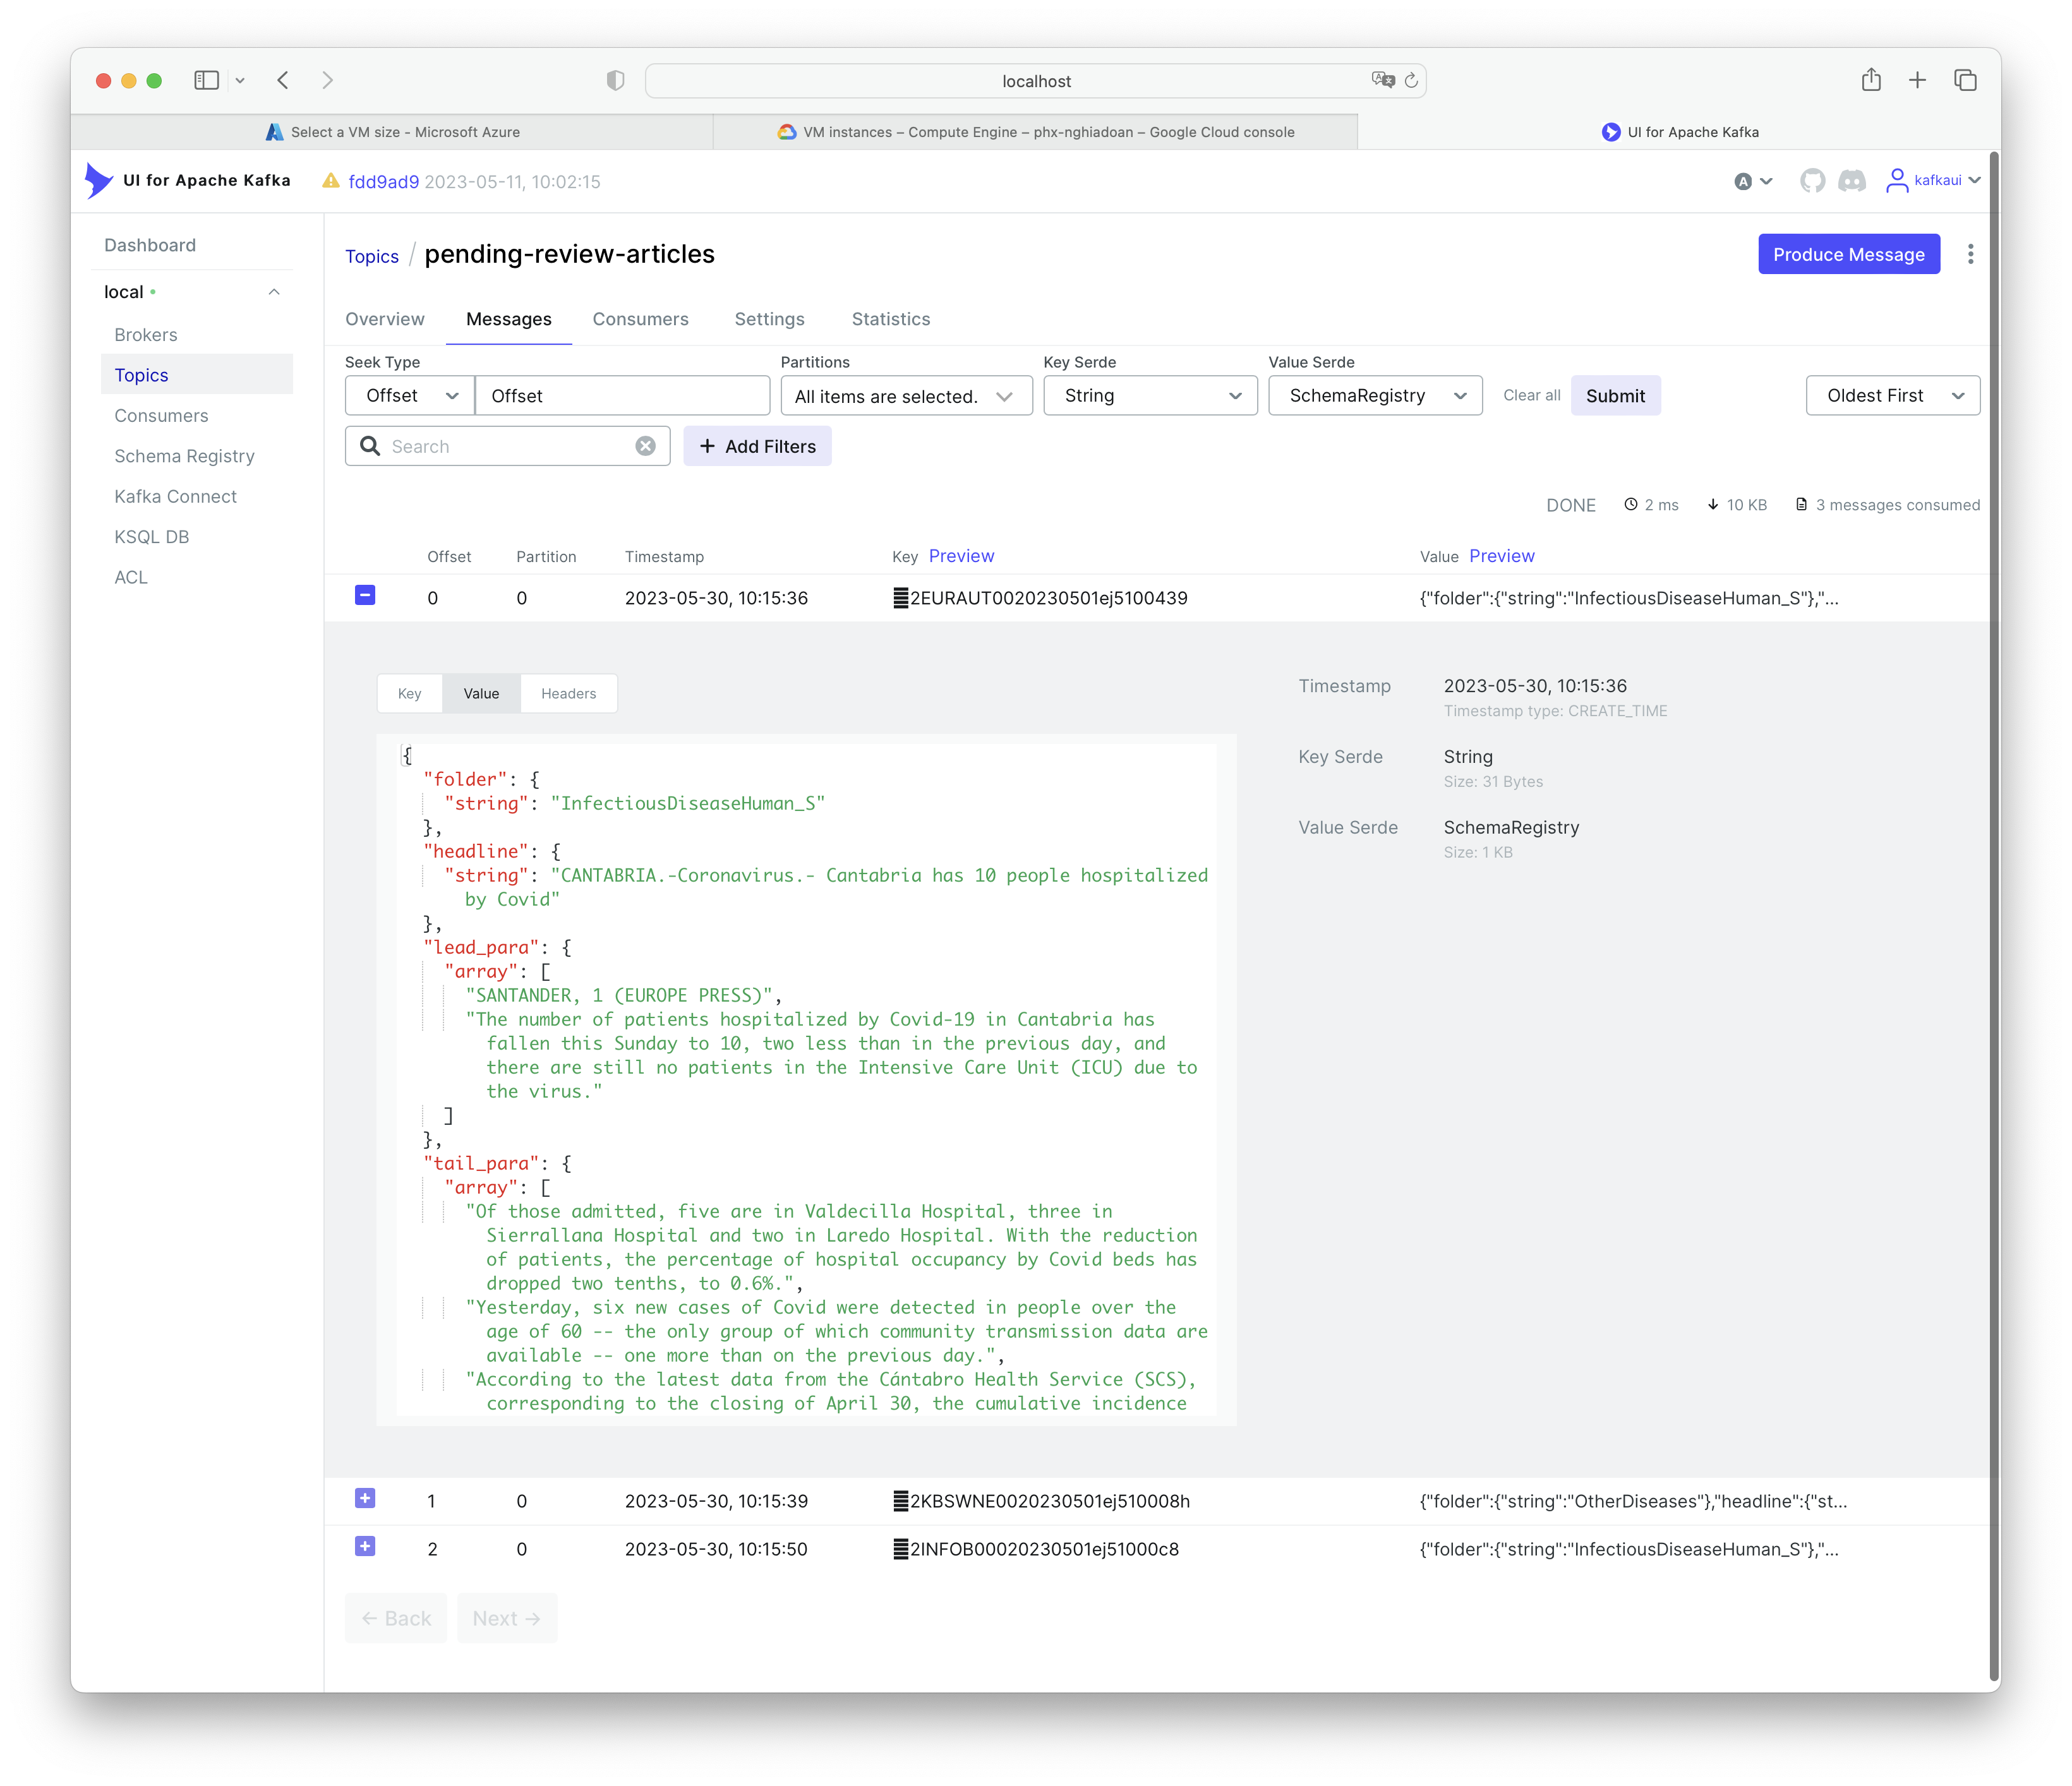 localhost
Select a VM size - Microsoft Azure
VM instances – Compute Engine – phx-nghiadoan – Google Cloud console
UI for Apache Kafka
UI for Apache Kafka
fdd9ad9 2023-05-11, 10:02:15
A
kafkaui
Dashboard
local
Brokers
Topics
Consumers
Schema Registry
Kafka Connect
KSQL DB
ACL
Topics / pending-review-articles
Produce Message
Overview Messages Consumers Settings Statistics
Seek Type Partitions Key Serde Value Serde
Offset Offset All items are selected. String SchemaRegistry Clear all Submit Oldest First
Search + Add Filters
DONE 2 ms 10 KB 3 messages consumed
Offset Partition Timestamp Key Preview Value Preview
0 0 2023-05-30, 10:15:36 2EURAUT0020230501ej5100439 {"folder":{"string":"InfectiousDiseaseHuman_S"},"...
Key Value Headers
{
"folder": {
"string": "InfectiousDiseaseHuman_S"
},
"headline": {
"string": "CANTABRIA.-Coronavirus.- Cantabria has 10 people hospitalized
by Covid"
},
"lead_para": {
"array": [
"SANTANDER, 1 (EUROPE PRESS)",
"The number of patients hospitalized by Covid-19 in Cantabria has
fallen this Sunday to 10, two less than in the previous day, and
there are still no patients in the Intensive Care Unit (ICU) due to
the virus."
]
},
"tail_para": {
"array": [
"Of those admitted, five are in Valdecilla Hospital, three in
Sierrallana Hospital and two in Laredo Hospital. With the reduction
of patients, the percentage of hospital occupancy by Covid beds has
dropped two tenths, to 0.6%.",
"Yesterday, six new cases of Covid were detected in people over the
age of 60 -- the only group of which community transmission data are
available -- one more than on the previous day.",
"According to the latest data from the Cántabro Health Service (SCS),
corresponding to the closing of April 30, the cumulative incidence
Timestamp 2023-05-30, 10:15:36
Timestamp type: CREATE_TIME
Key Serde String
Size: 31 Bytes
Value Serde SchemaRegistry
Size: 1 KB
1 0 2023-05-30, 10:15:39 2KBSWNE0020230501ej510008h {"folder":{"string":"OtherDiseases"},"headline":{"st...
2 0 2023-05-30, 10:15:50 2INFOB00020230501ej51000c8 {"folder":{"string":"InfectiousDiseaseHuman_S"},"...
← Back Next →